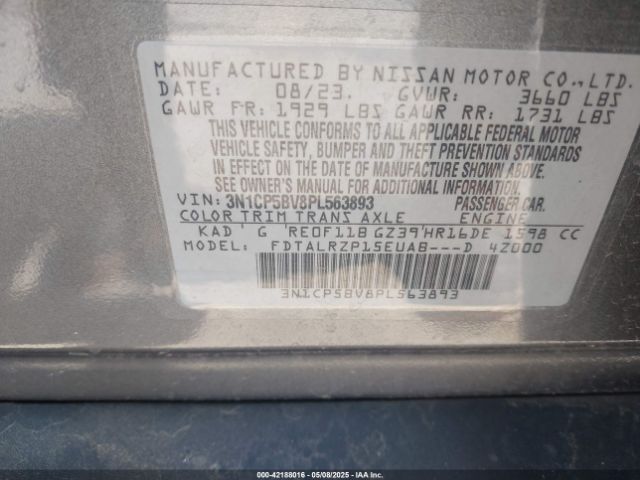 MANUFACTURED BY NISSAN MOTOR CO.,LTD.
DATE: 08/23. GVWR: 3660 LBS
GAWR FR: 1929 LBS GAWR RR: 1731 LBS
THIS VEHICLE CONFORMS TO ALL APPLICABLE FEDERAL MOTOR
VEHICLE SAFETY, BUMPER AND THEFT PREVENTION STANDARDS
IN EFFECT ON THE DATE OF MANUFACTURE SHOWN ABOVE.
SEE OWNER'S MANUAL FOR ADDITIONAL INFORMATION.
VIN: 3N1CP5BV8PL563893 PASSENGER CAR.
COLOR TRIM TRANS AXLE ENGINE
KAD G RE0F11B GZ39 HR16DE 1598 CC
MODEL: FDTALRZP15EUAB---D 4Z000
3N1CP5BV8PL563893
000-42188016 - 05/08/2025 - IAAI Inc.